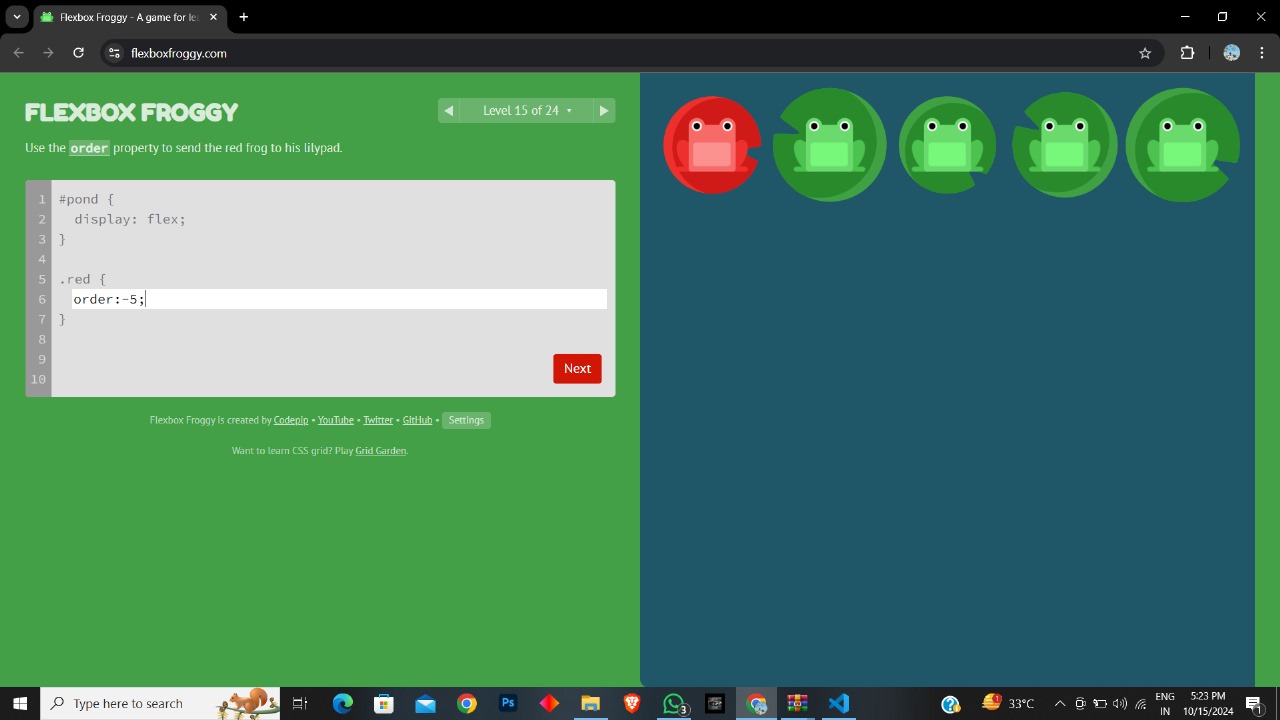 Flexbox Froggy - A game for le
flexboxfroggy.com
FLEXBOX FROGGY
Level 15 of 24
Use the order property to send the red frog to his lilypad.
1 #pond {
2   display: flex;
3 }
4
5 .red {
6   order:-5;
7 }
8
9
10
Next
Flexbox Froggy is created by Codepip • YouTube • Twitter • GitHub • Settings
Want to learn CSS grid? Play Grid Garden.
Type here to search
Ps
3
1
33°C
ENG
IN
5:23 PM
10/15/2024
1